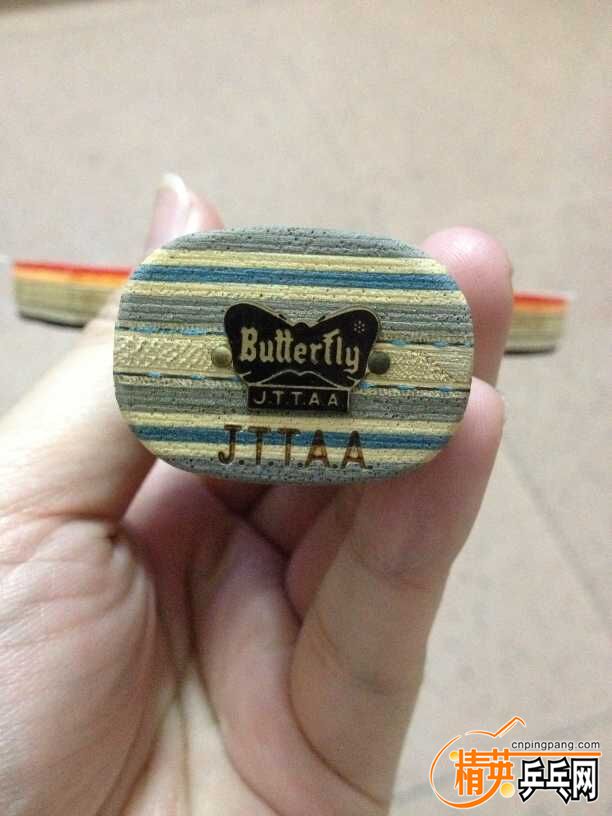 Butterfly
J.T.T.A.A
J.T.T.A.A.
cnpingpang.com
精英乒乓网